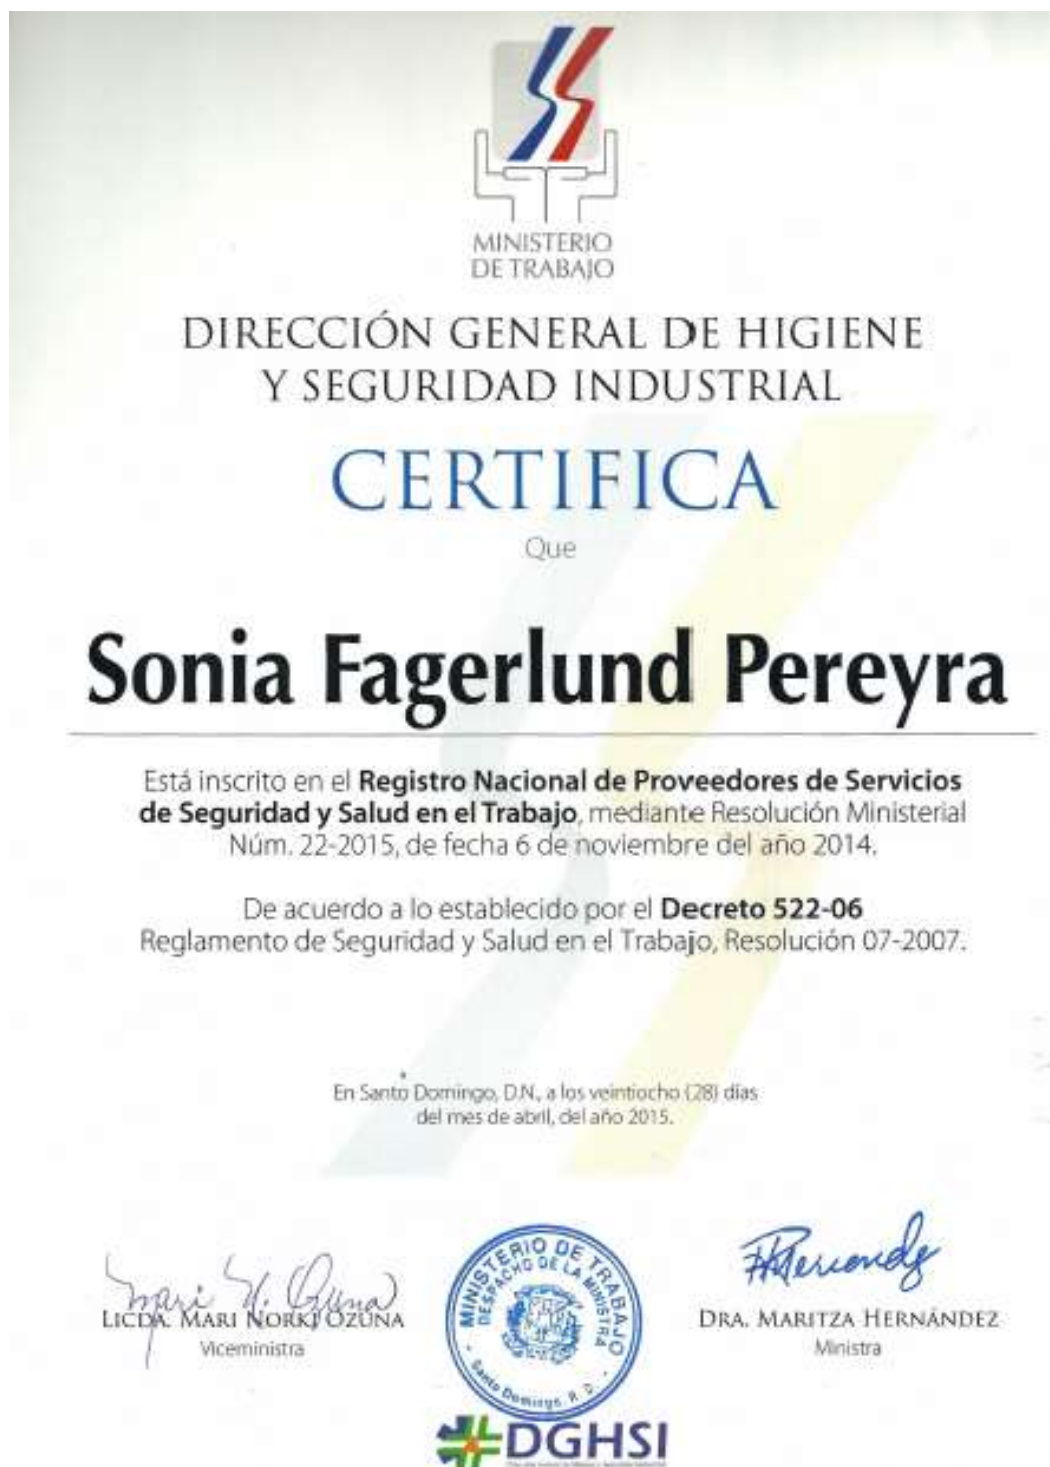 MINISTERIO
DE TRABAJO
DIRECCIÓN GENERAL DE HIGIENE
Y SEGURIDAD INDUSTRIAL
CERTIFICA
Que
Sonia Fagerlund Pereyra
Está inscrito en el Registro Nacional de Proveedores de Servicios
de Seguridad y Salud en el Trabajo, mediante Resolución Ministerial
Núm. 22-2015, de fecha 6 de noviembre del año 2014.
De acuerdo a lo establecido por el Decreto 522-06
Reglamento de Seguridad y Salud en el Trabajo, Resolución 07-2007.
En Santo Domingo, D.N., a los veintiocho (28) días
del mes de abril, del año 2015.
Mari N. Ozuna
LICDA. MARI NORKI OZUNA
Viceministra
MINISTERIO DE TRABAJO
DESPACHO DE LA MINISTRA
Santo Domingo, R. D.
DRA. MARITZA HERNÁNDEZ
Ministra
DGHSI